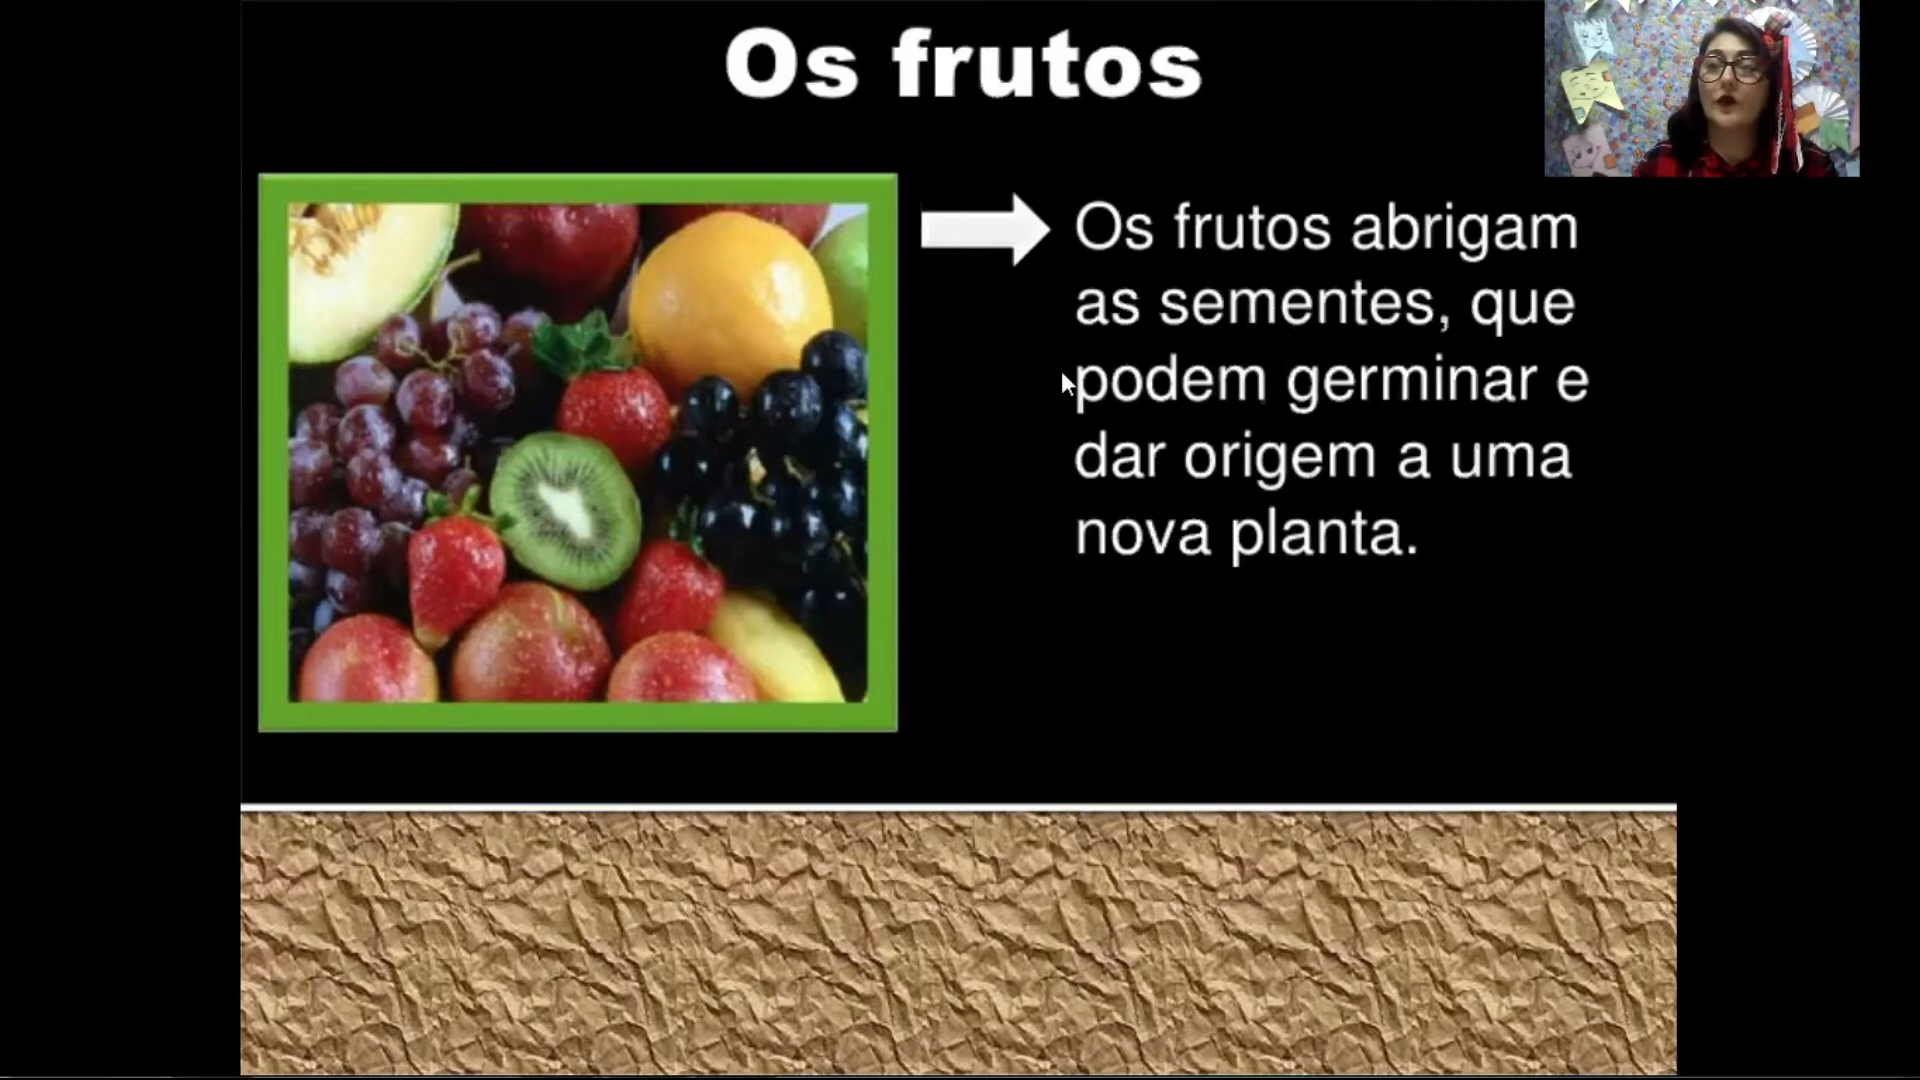 Os frutos
Os frutos abrigam
as sementes, que
podem germinar e
dar origem a uma
nova planta.